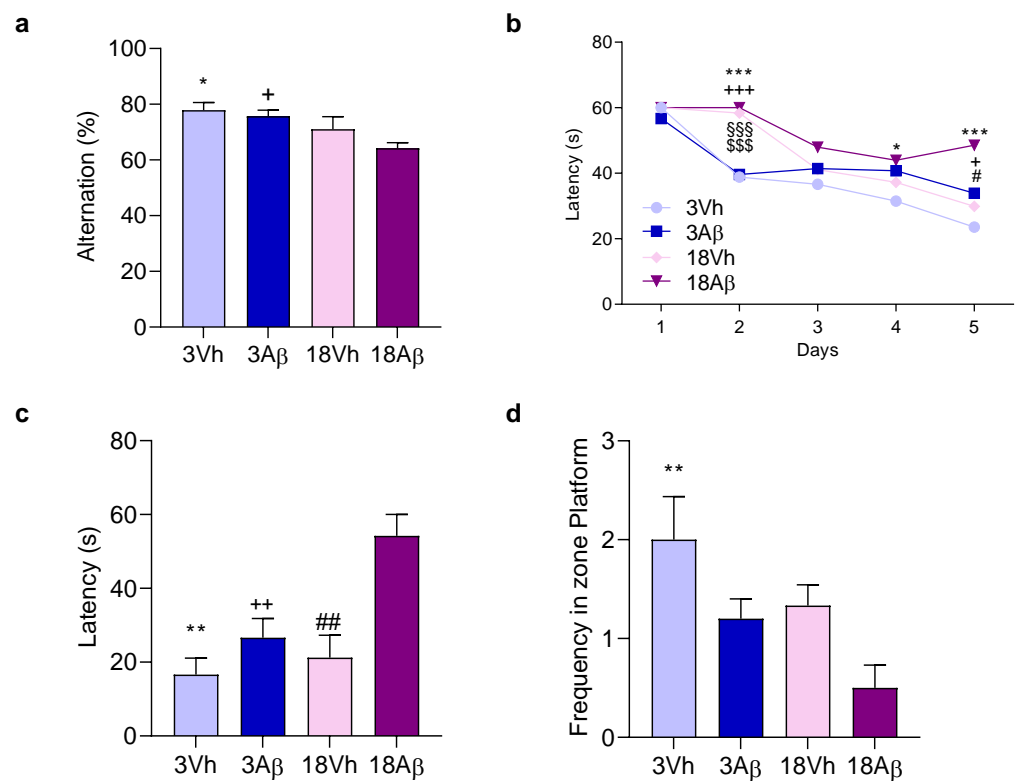 a
100
80
60
40
20
0
Alternation (%)
*
+
3Vh 3Aβ 18Vh 18Aβ
b
80
60
40
20
0
Latency (s)
***
+++
§§§
$$$
*
***
+
#
3Vh
3Aβ
18Vh
18Aβ
1 2 3 4 5
Days
c
80
60
40
20
0
Latency (s)
**
++
##
3Vh 3Aβ 18Vh 18Aβ
d
3
2
1
0
Frequency in zone Platform
**
3Vh 3Aβ 18Vh 18Aβ